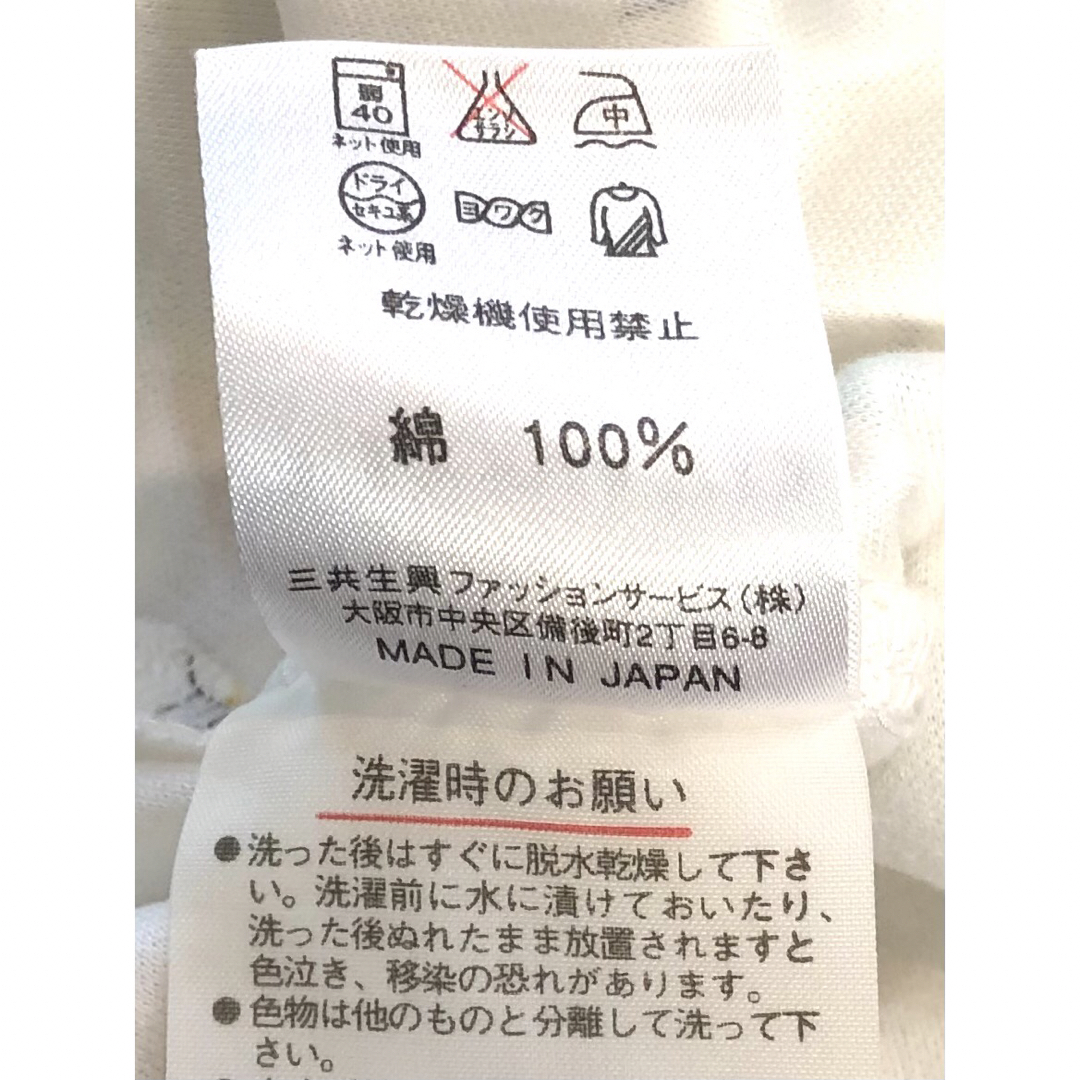 弱
40
ネット使用
エンソ
サラシ
中
ドライ
セキユ系
ネット使用
ヨワク
乾燥機使用禁止
綿 100%
三共生興ファッションサービス(株)
大阪市中央区備後町2丁目6-8
MADE IN JAPAN
洗濯時のお願い
●洗った後はすぐに脱水乾燥して下さ
い。洗濯前に水に漬けておいたり、
洗った後ぬれたまま放置されますと
色泣き、移染の恐れがあります。
●色物は他のものと分離して洗って下
さい。